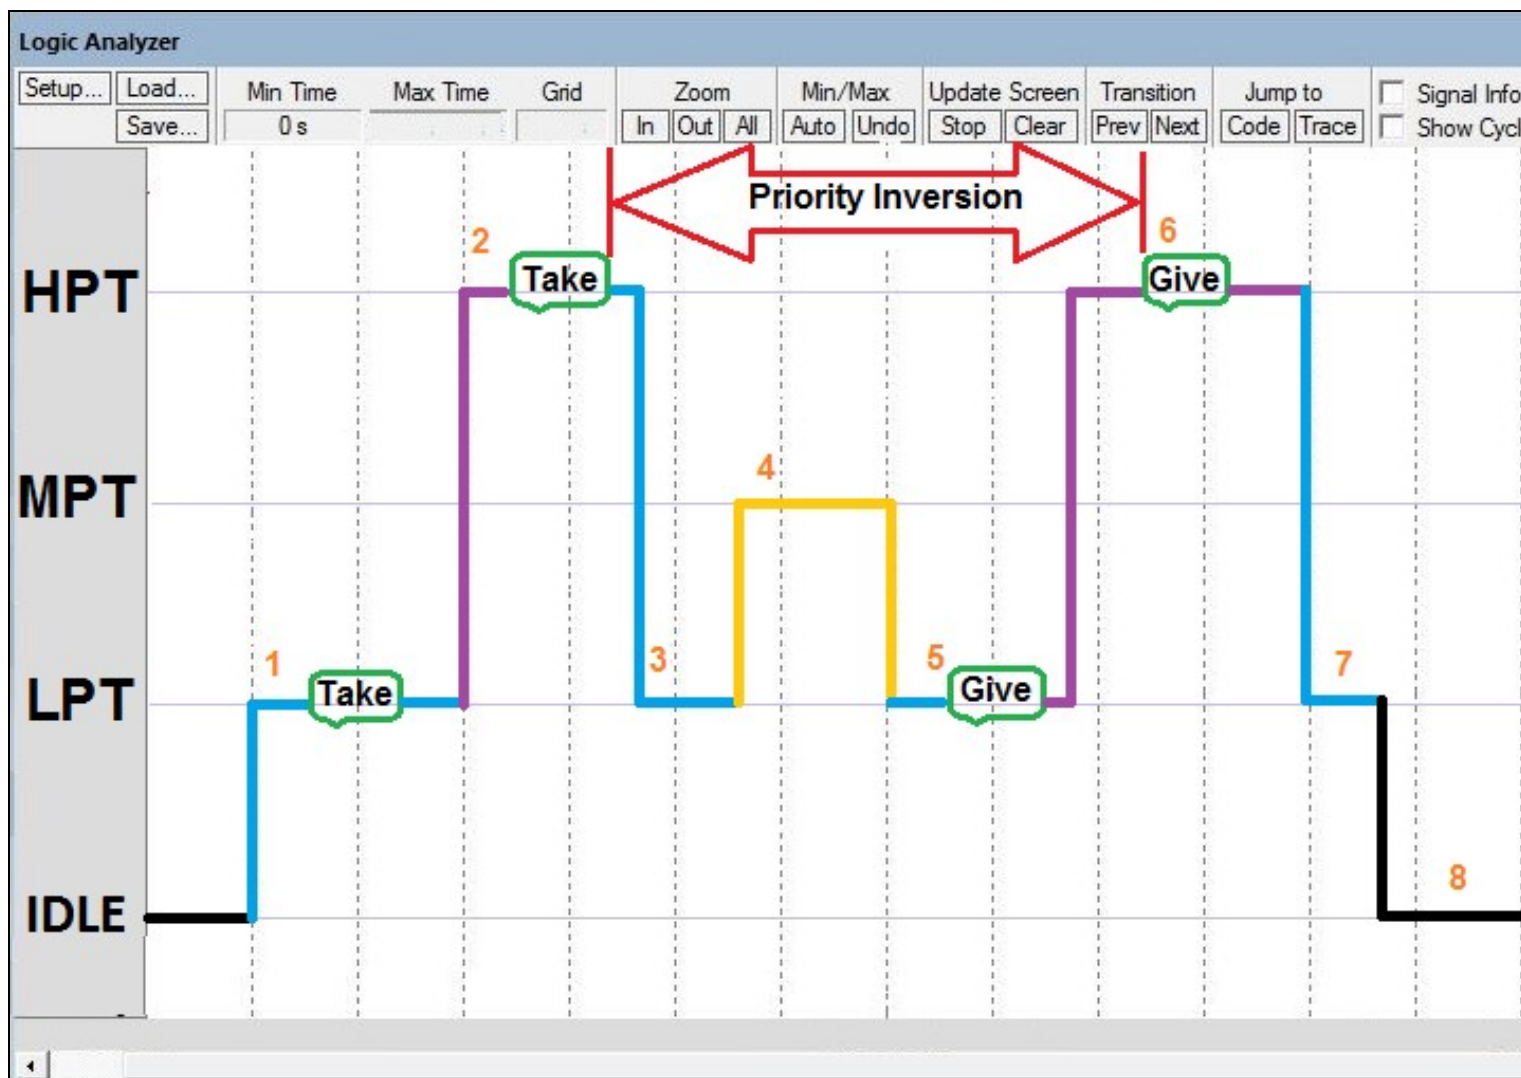 Logic Analyzer
Setup... Load... Min Time Max Time Grid Zoom Min/Max Update Screen Transition Jump to Signal Info
Save... 0 s In Out All Auto Undo Stop Clear Prev Next Code Trace Show Cycl
Priority Inversion
2 6
HPT Take Give
4
MPT
1 3 5 7
LPT Take Give
8
IDLE